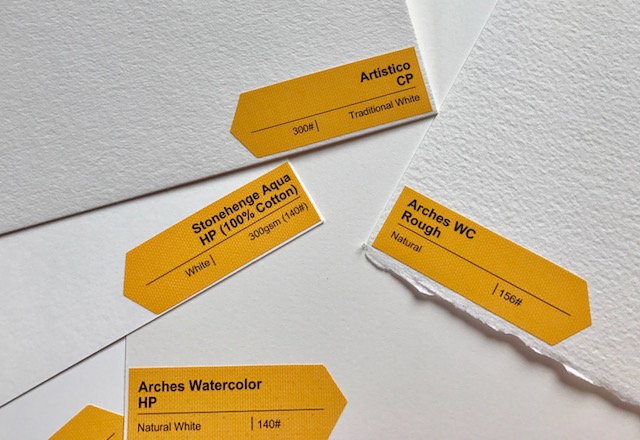 Artistico
CP
300# | Traditional White
Stonehenge Aqua
HP (100% Cotton)
White | 300gsm (140#)
Arches WC
Rough
Natural | 156#
Arches Watercolor
HP
Natural White | 140#